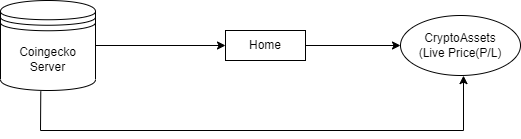 Coingecko
Server
Home
CryptoAssets
(Live Price(P/L)